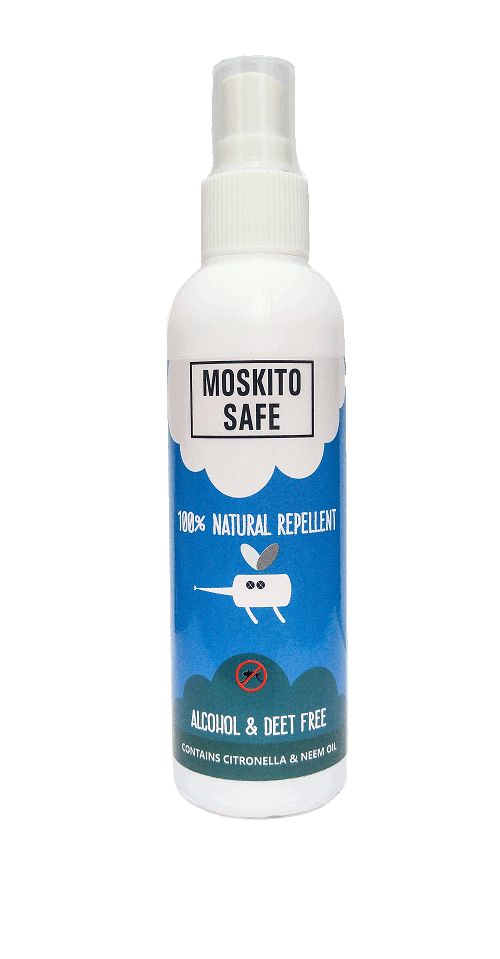 MOSKITO
SAFE
100% NATURAL REPELLENT
ALCOHOL & DEET FREE
CONTAINS CITRONELLA & NEEM OIL